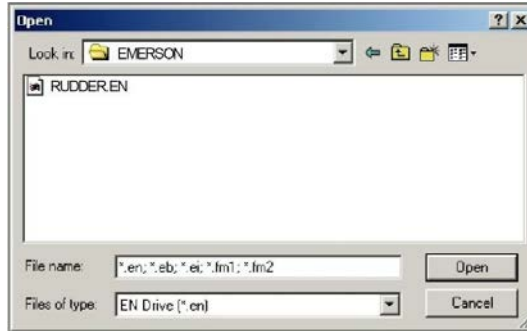 Open
Look in: EMERSON
RUDDER.EN
File name: *.en; *.eb; *.ei; *.fm1; *.fm2
Open
Files of type: EN Drive (*.en)
Cancel